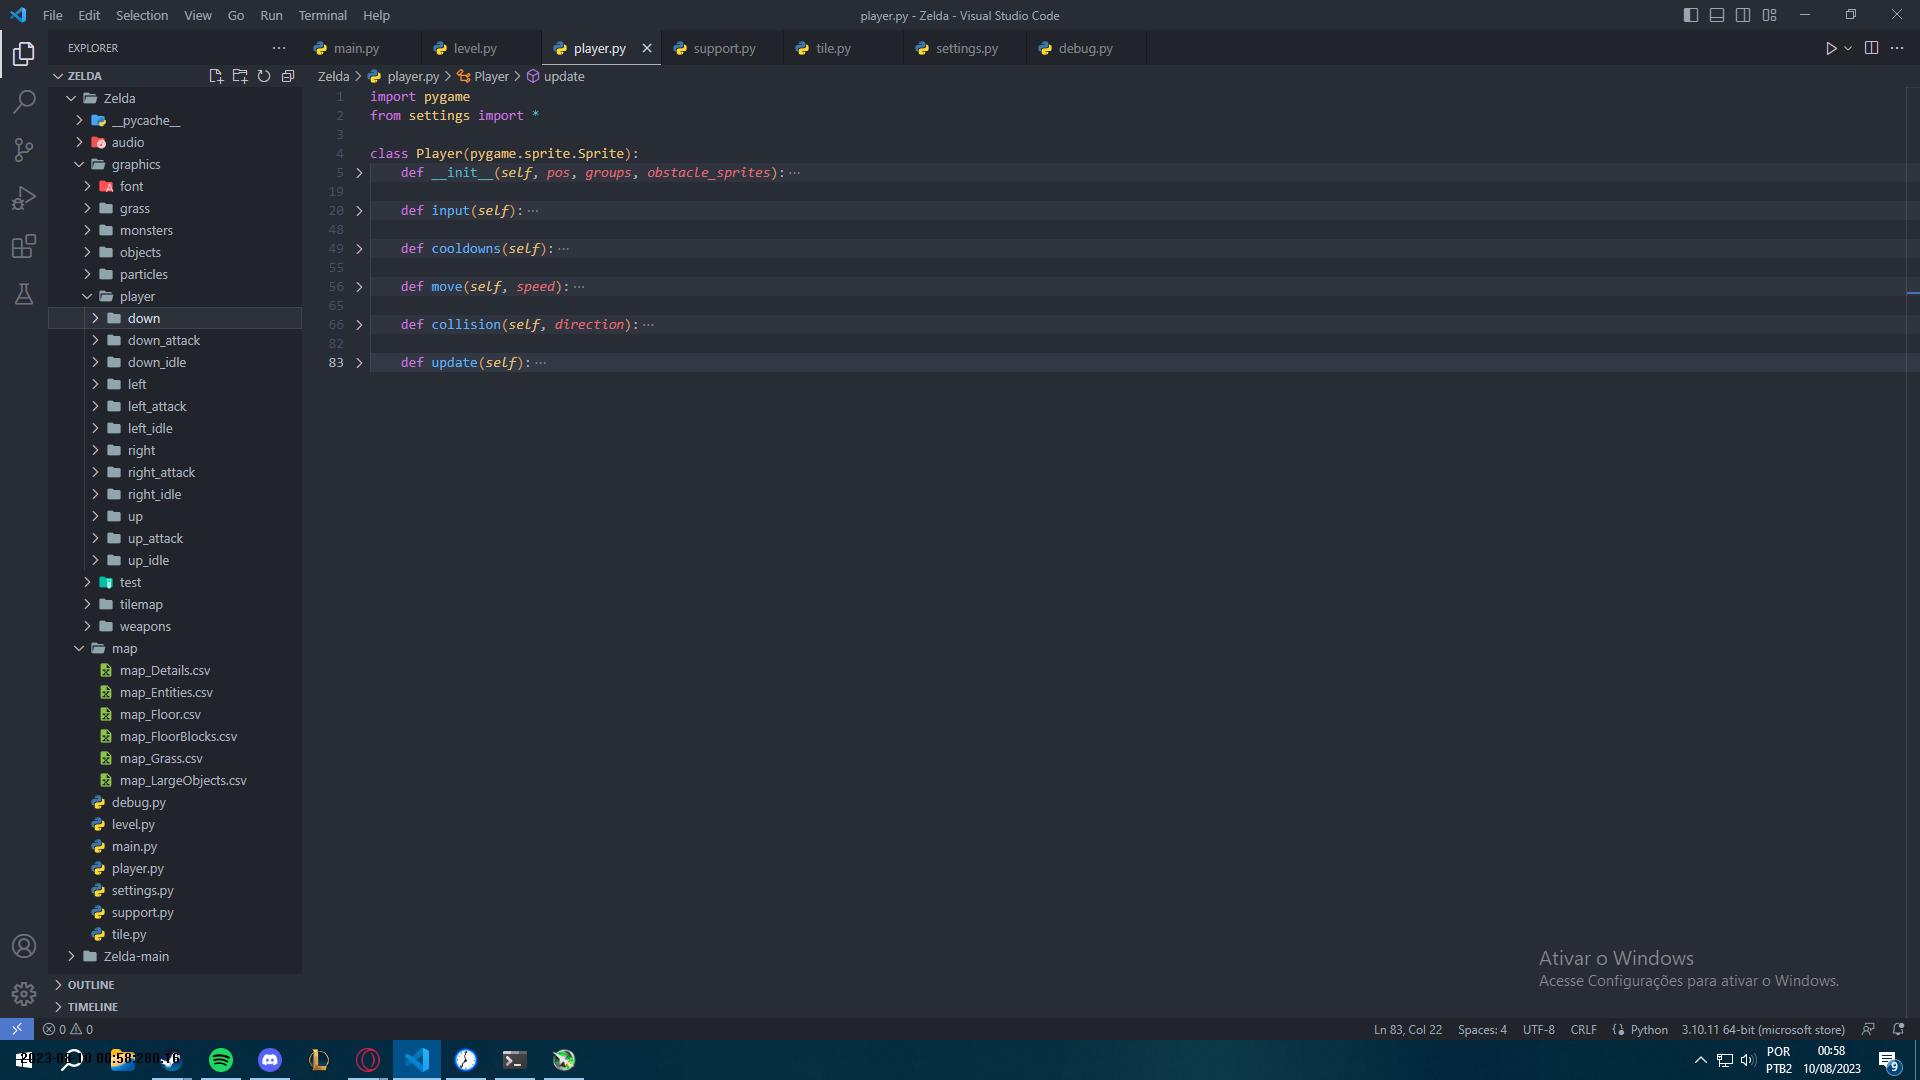 File Edit Selection View Go Run Terminal Help
player.py - Zelda - Visual Studio Code
EXPLORER
main.py level.py player.py support.py tile.py settings.py debug.py
ZELDA
Zelda > player.py > Player > update
Zelda
__pycache__
audio
graphics
font
grass
monsters
objects
particles
player
down
down_attack
down_idle
left
left_attack
left_idle
right
right_attack
right_idle
up
up_attack
up_idle
test
tilemap
weapons
map
map_Details.csv
map_Entities.csv
map_Floor.csv
map_FloorBlocks.csv
map_Grass.csv
map_LargeObjects.csv
debug.py
level.py
main.py
player.py
settings.py
support.py
tile.py
Zelda-main
OUTLINE
TIMELINE
1 import pygame
2 from settings import *
3
4 class Player(pygame.sprite.Sprite):
5 def __init__(self, pos, groups, obstacle_sprites): ···
19
20 def input(self): ···
48
49 def cooldowns(self): ···
55
56 def move(self, speed): ···
65
66 def collision(self, direction): ···
82
83 def update(self): ···
Ativar o Windows
Acesse Configurações para ativar o Windows.
0 0
Ln 83, Col 22 Spaces: 4 UTF-8 CRLF Python 3.10.11 64-bit (microsoft store)
POR
PTB2
00:58
10/08/2023
9